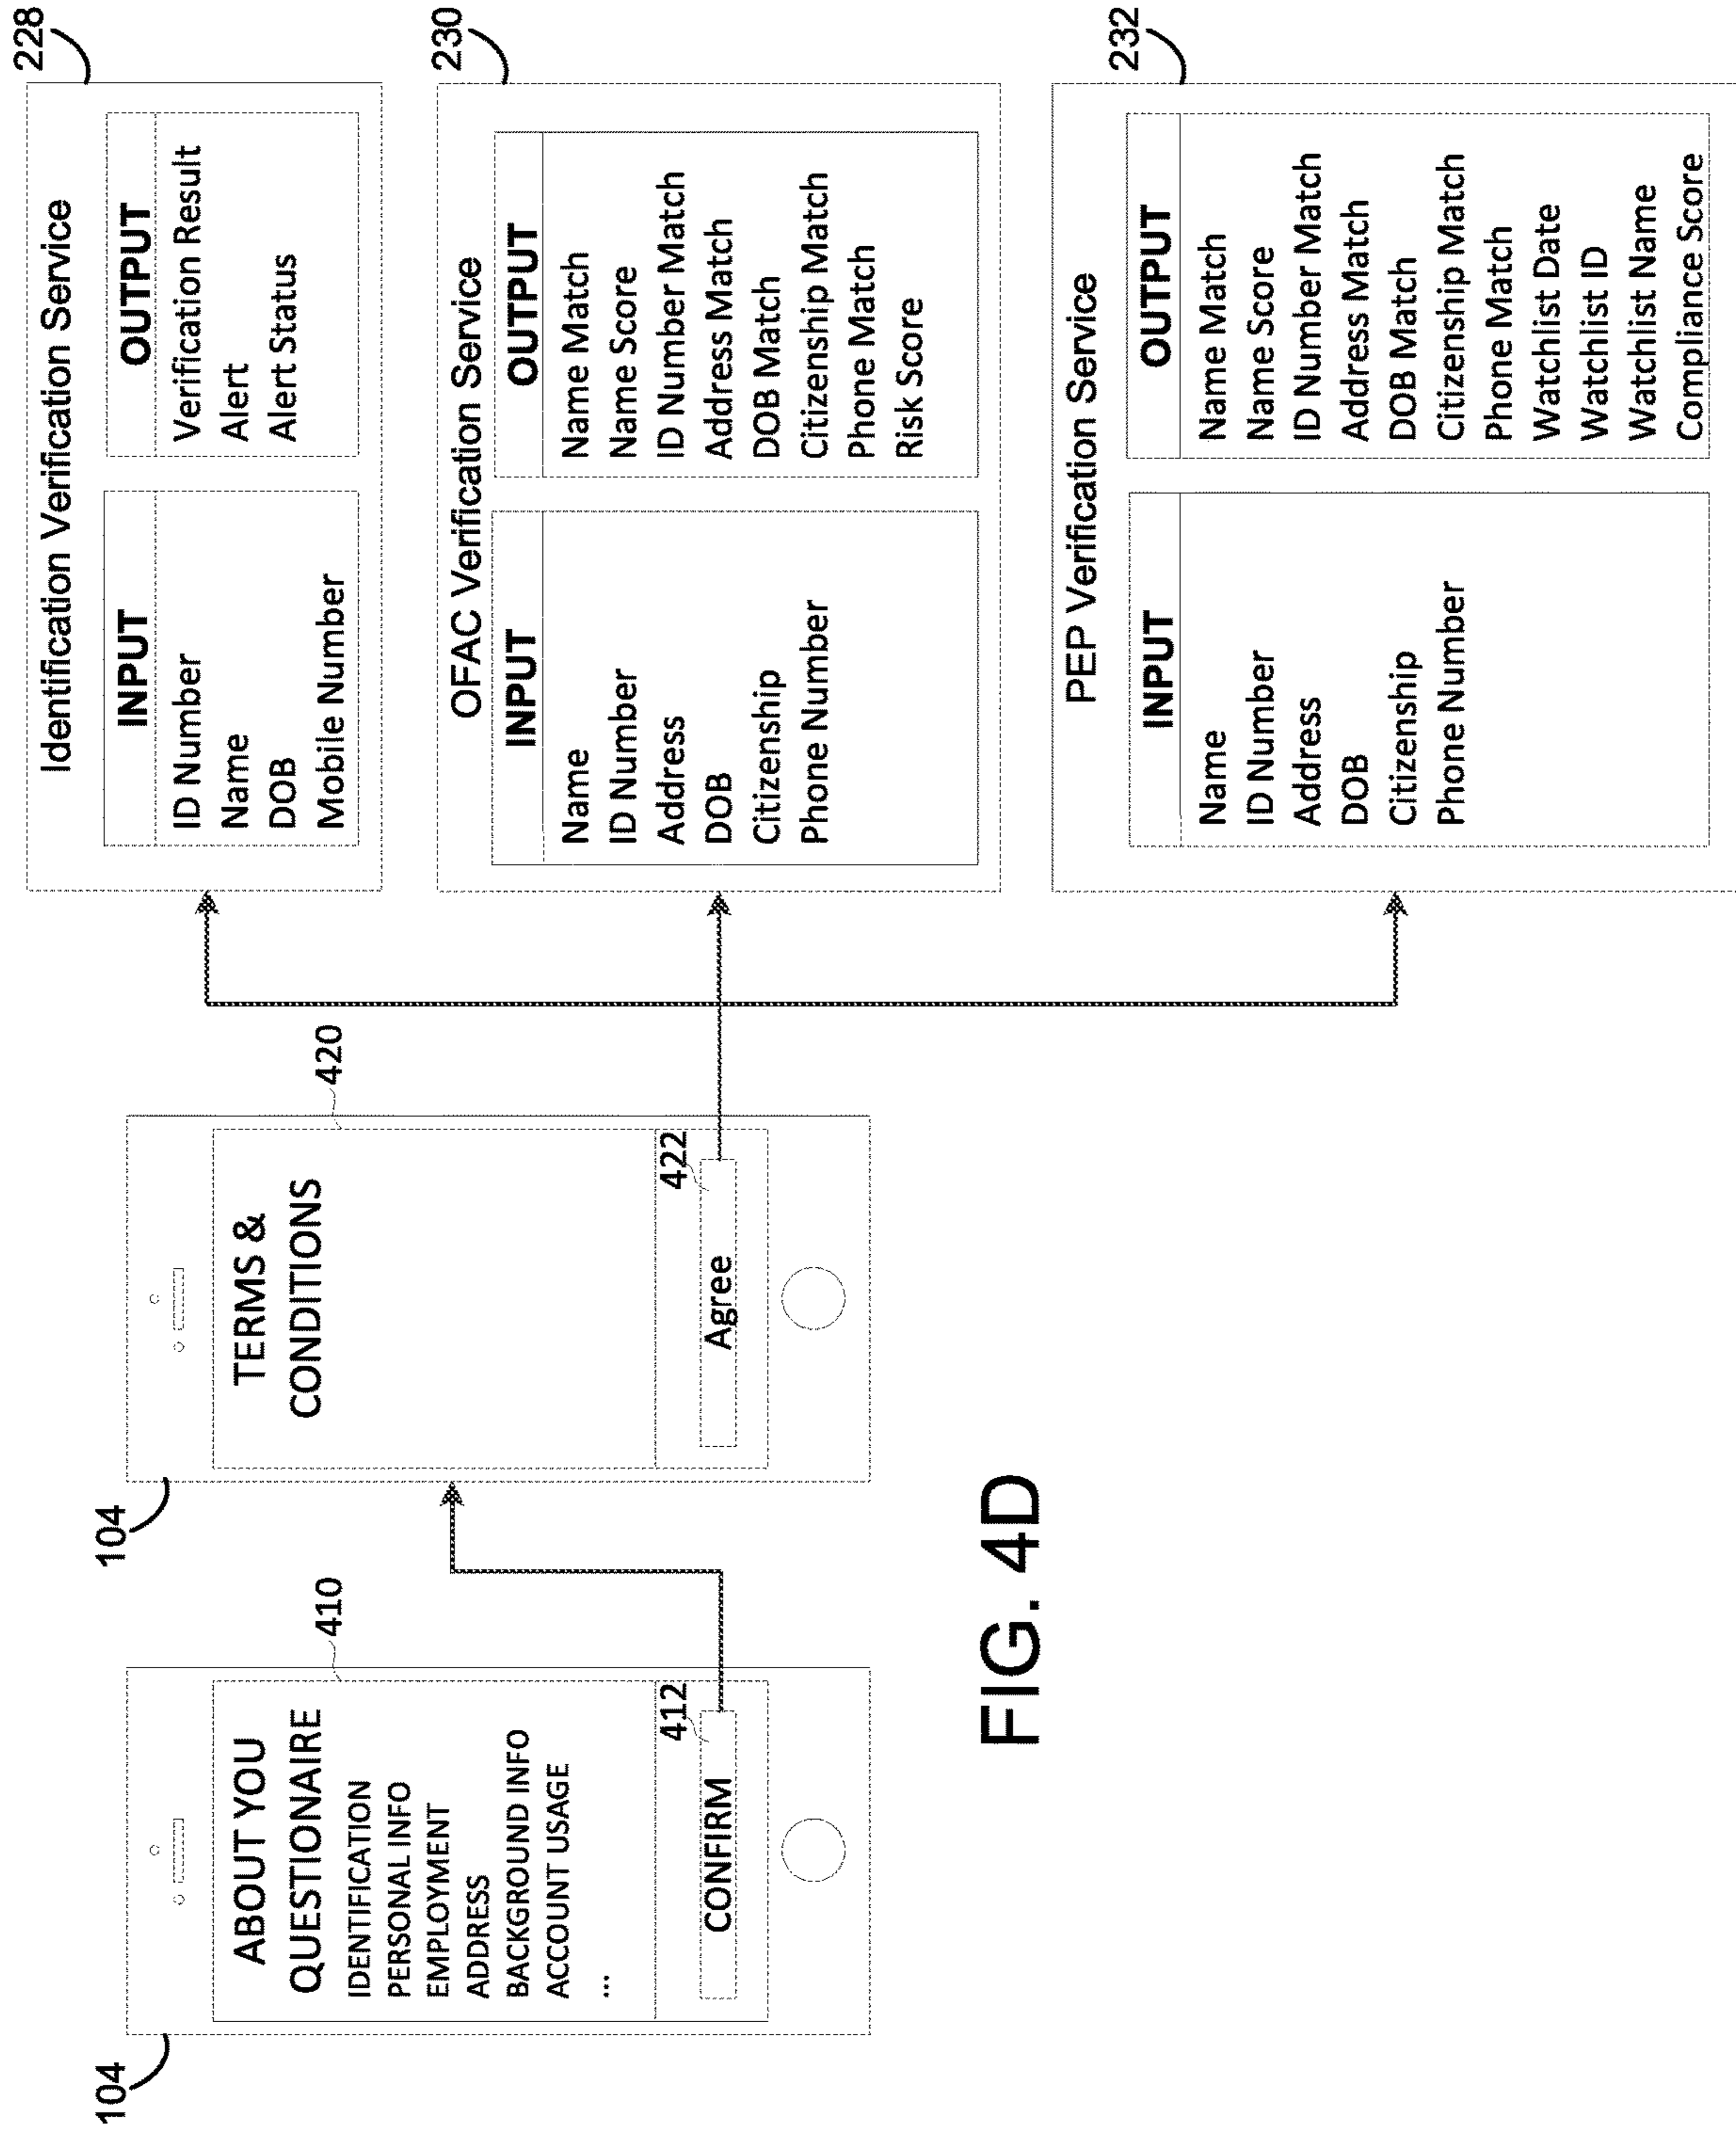 104
410
ABOUT YOU
QUESTIONAIRE
IDENTIFICATION
PERSONAL INFO
EMPLOYMENT
ADDRESS
BACKGROUND INFO
ACCOUNT USAGE
...
412
CONFIRM
104
420
TERMS &
CONDITIONS
422
Agree
228
Identification Verification Service
INPUT
ID Number
Name
DOB
Mobile Number
OUTPUT
Verification Result
Alert
Alert Status
230
OFAC Verification Service
INPUT
Name
ID Number
Address
DOB
Citizenship
Phone Number
OUTPUT
Name Match
Name Score
ID Number Match
Address Match
DOB Match
Citizenship Match
Phone Match
Risk Score
232
PEP Verification Service
INPUT
Name
ID Number
Address
DOB
Citizenship
Phone Number
OUTPUT
Name Match
Name Score
ID Number Match
Address Match
DOB Match
Citizenship Match
Phone Match
Watchlist Date
Watchlist ID
Watchlist Name
Compliance Score
FIG. 4D